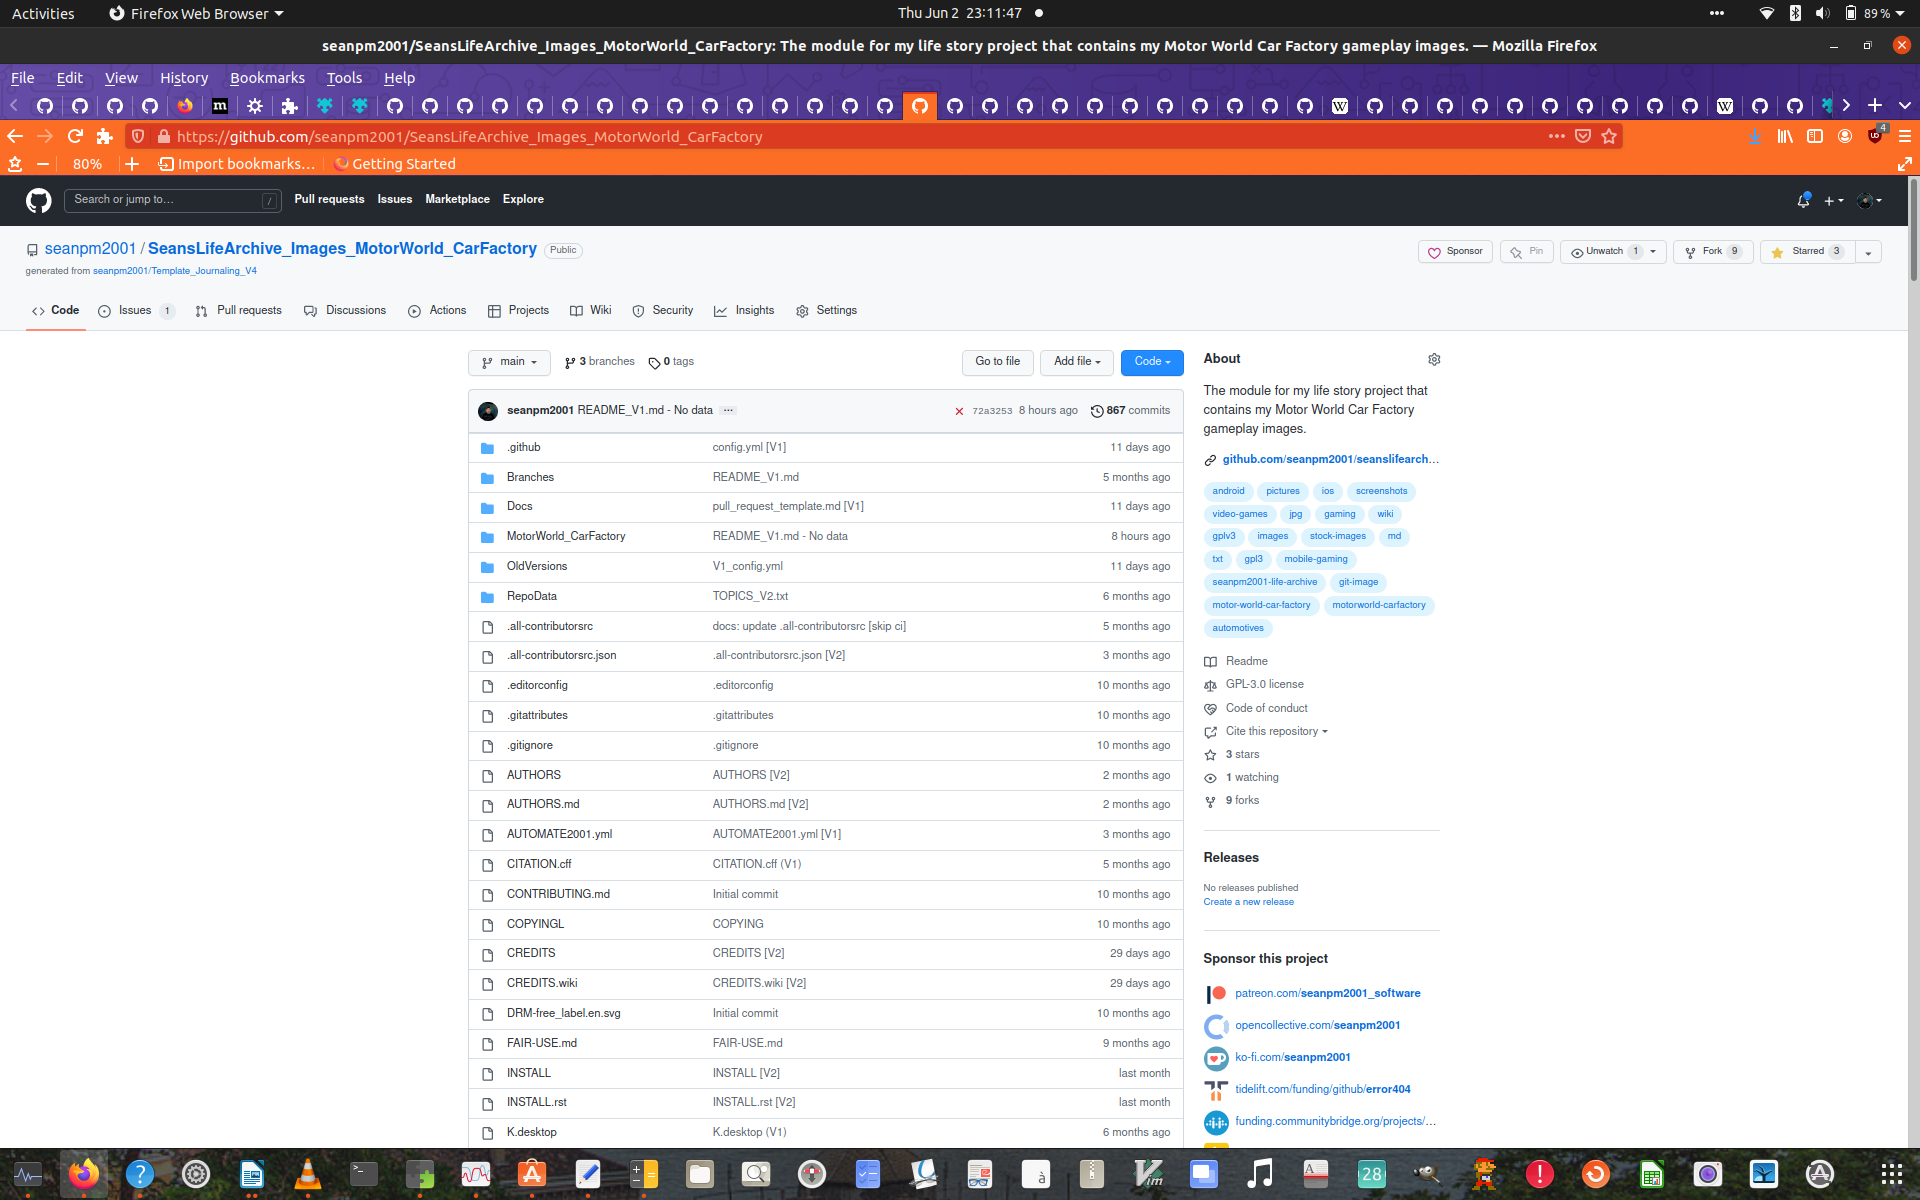 Activities Firefox Web Browser Thu Jun 2 23:11:47 89 %
seanpm2001/SeansLifeArchive_Images_MotorWorld_CarFactory: The module for my life story project that contains my Motor World Car Factory gameplay images. — Mozilla Firefox
File Edit View History Bookmarks Tools Help
https://github.com/seanpm2001/SeansLifeArchive_Images_MotorWorld_CarFactory 4
80% Import bookmarks... Getting Started
Search or jump to... / Pull requests Issues Marketplace Explore
seanpm2001 / SeansLifeArchive_Images_MotorWorld_CarFactory Public
Sponsor Pin Unwatch 1 Fork 9 Starred 3
generated from seanpm2001/Template_Journaling_V4
Code Issues 1 Pull requests Discussions Actions Projects Wiki Security Insights Settings
main 3 branches 0 tags Go to file Add file Code
seanpm2001 README_V1.md - No data ... 72a3253 8 hours ago 867 commits
.github config.yml [V1] 11 days ago
Branches README_V1.md 5 months ago
Docs pull_request_template.md [V1] 11 days ago
MotorWorld_CarFactory README_V1.md - No data 8 hours ago
OldVersions V1_config.yml 11 days ago
RepoData TOPICS_V2.txt 6 months ago
.all-contributorsrc docs: update .all-contributorsrc [skip ci] 5 months ago
.all-contributorsrc.json .all-contributorsrc.json [V2] 3 months ago
.editorconfig .editorconfig 10 months ago
.gitattributes .gitattributes 10 months ago
.gitignore .gitignore 10 months ago
AUTHORS AUTHORS [V2] 2 months ago
AUTHORS.md AUTHORS.md [V2] 2 months ago
AUTOMATE2001.yml AUTOMATE2001.yml [V1] 3 months ago
CITATION.cff CITATION.cff (V1) 5 months ago
CONTRIBUTING.md Initial commit 10 months ago
COPYINGL COPYING 10 months ago
CREDITS CREDITS [V2] 29 days ago
CREDITS.wiki CREDITS.wiki [V2] 29 days ago
DRM-free_label.en.svg Initial commit 10 months ago
FAIR-USE.md FAIR-USE.md 9 months ago
INSTALL INSTALL [V2] last month
INSTALL.rst INSTALL.rst [V2] last month
K.desktop K.desktop (V1) 6 months ago
About
The module for my life story project that
contains my Motor World Car Factory
gameplay images.
github.com/seanpm2001/seanslifearch...
android pictures ios screenshots
video-games jpg gaming wiki
gplv3 images stock-images md
txt gpl3 mobile-gaming
seanpm2001-life-archive git-image
motor-world-car-factory motorworld-carfactory
automotives
Readme
GPL-3.0 license
Code of conduct
Cite this repository
3 stars
1 watching
9 forks
Releases
No releases published
Create a new release
Sponsor this project
patreon.com/seanpm2001_software
opencollective.com/seanpm2001
ko-fi.com/seanpm2001
tidelift.com/funding/github/error404
funding.communitybridge.org/projects/...
28